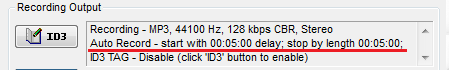 Recording Output
ID3
Recording - MP3, 44100 Hz, 128 kbps CBR, Stereo
Auto Record - start with 00:05:00 delay; stop by length 00:05:00;
ID3 TAG - Disable (click 'ID3' button to enable)